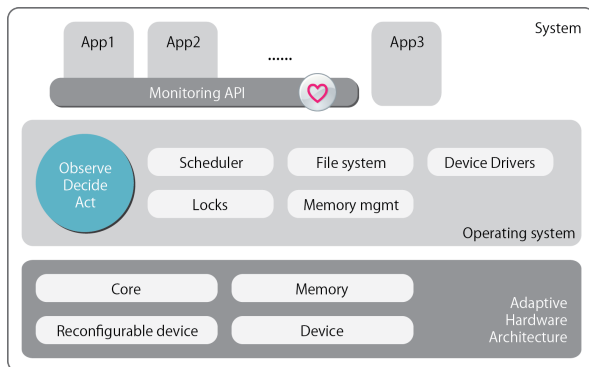 System
App1
App2
......
App3
Monitoring API
Observe
Decide
Act
Scheduler
File system
Device Drivers
Locks
Memory mgmt
Operating system
Core
Memory
Reconfigurable device
Device
Adaptive
Hardware
Architecture